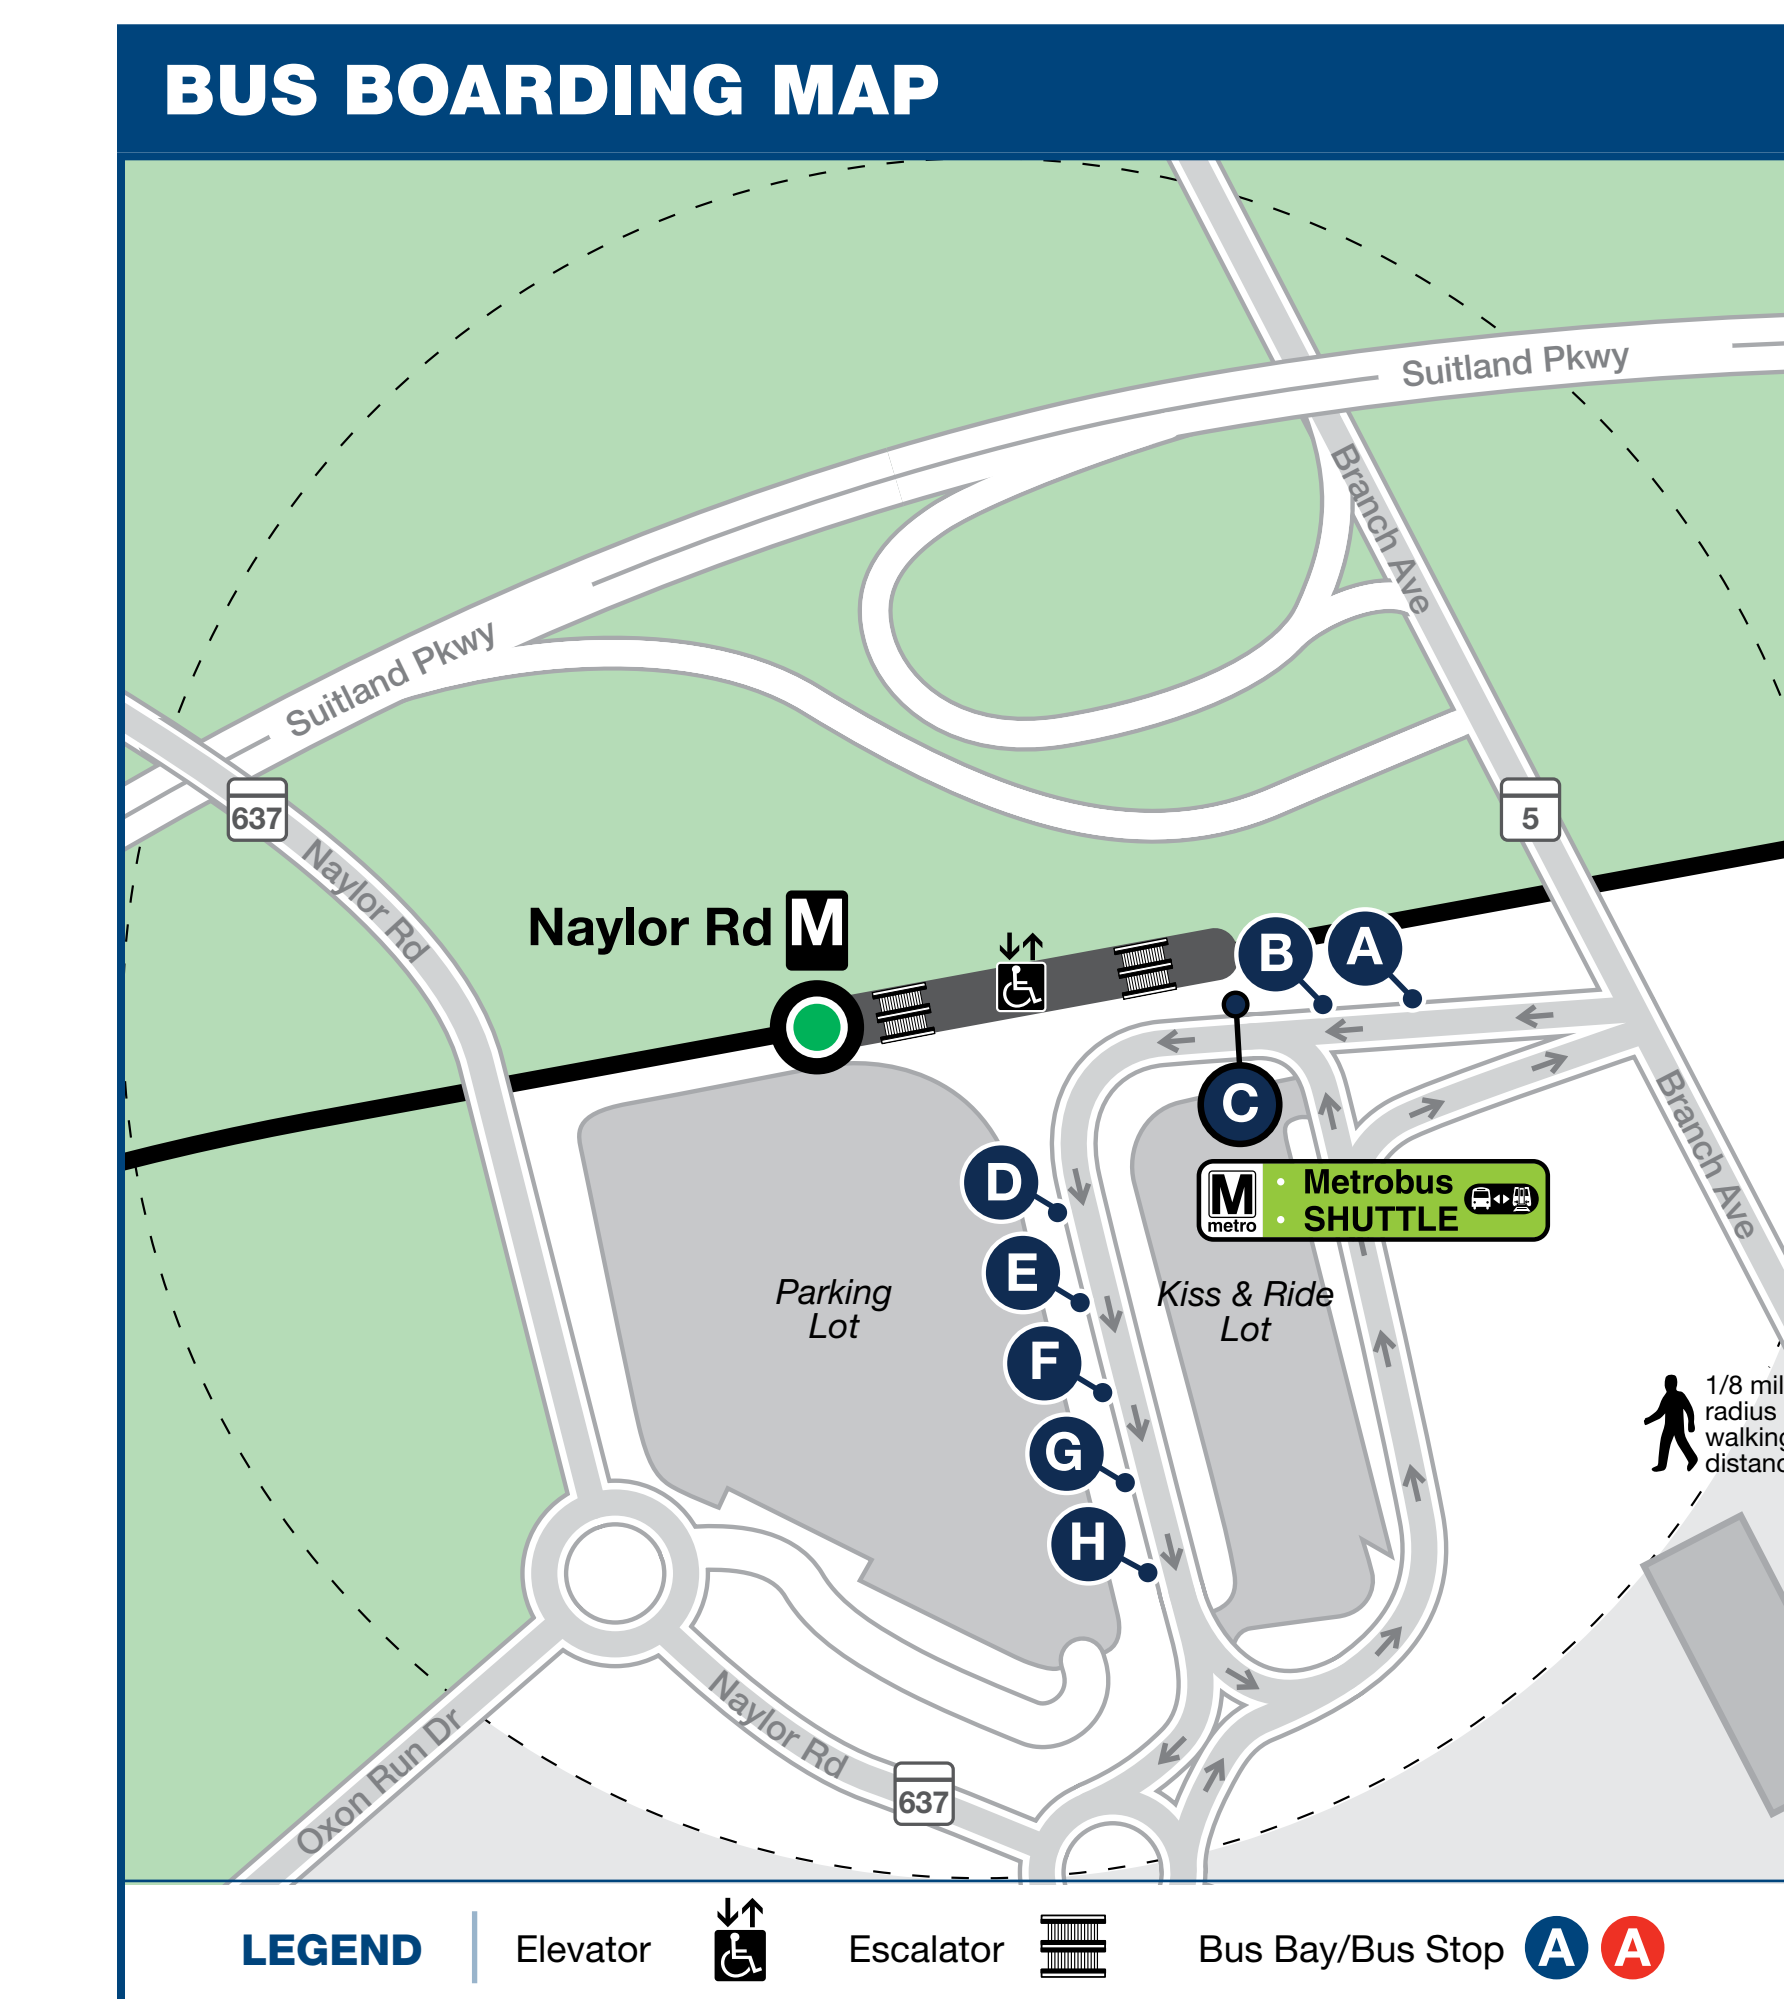 BUS BOARDING MAP
Suitland Pkwy
Branch Ave
Suitland Pkwy
637
5
Naylor Rd
Naylor Rd M
B
A
C
Branch Ave
D
M
metro
• Metrobus
• SHUTTLE
E
Parking
Lot
Kiss & Ride
Lot
F
1/8 mil
radius
walking
distanc
G
H
Naylor Rd
Oxon Run Dr
637
LEGEND
Elevator
Escalator
Bus Bay/Bus Stop
A
A